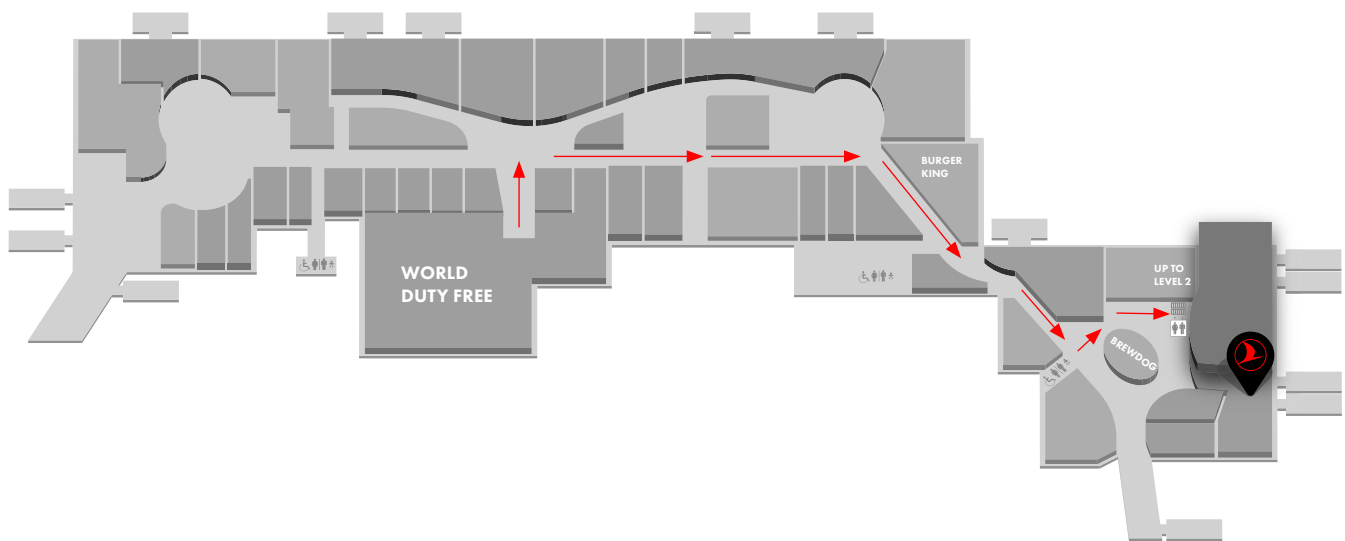 BURGER
KING
WORLD
DUTY FREE
UP TO
LEVEL 2
BREWDOG